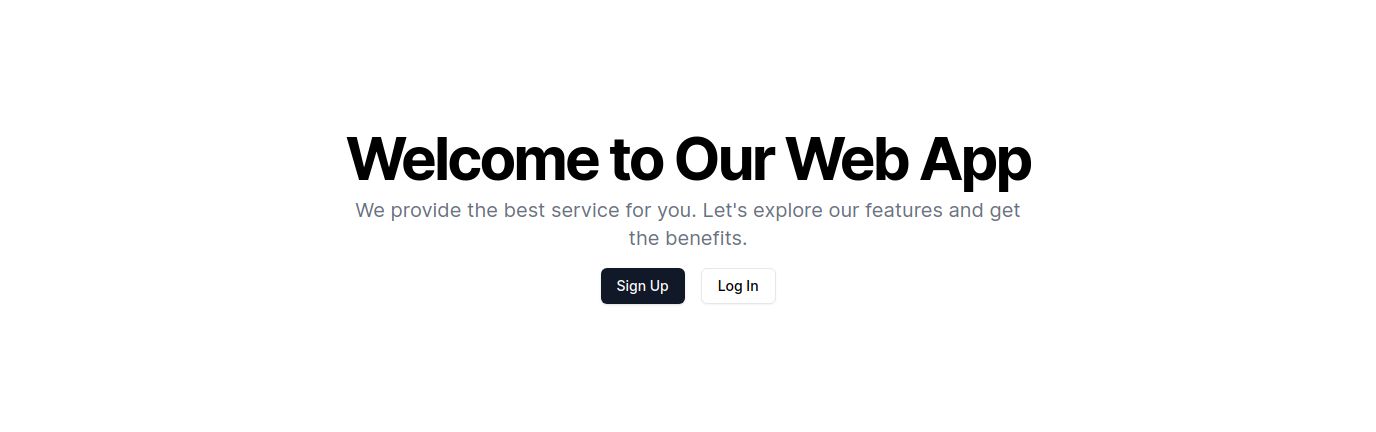 Welcome to Our Web App
We provide the best service for you. Let's explore our features and get
the benefits.
Sign Up
Log In